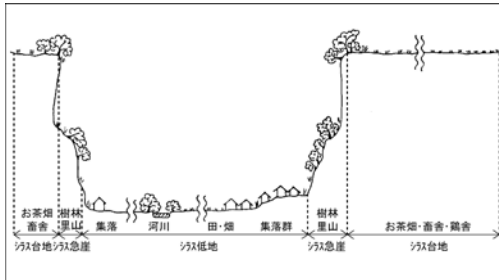 お茶畑 樹林 樹林
畜舎 里山 集落 河川 田・畑 集落群 里山 お茶畑・畜舎・鶏舎
シラス台地 シラス急崖 シラス低地 シラス急崖 シラス台地